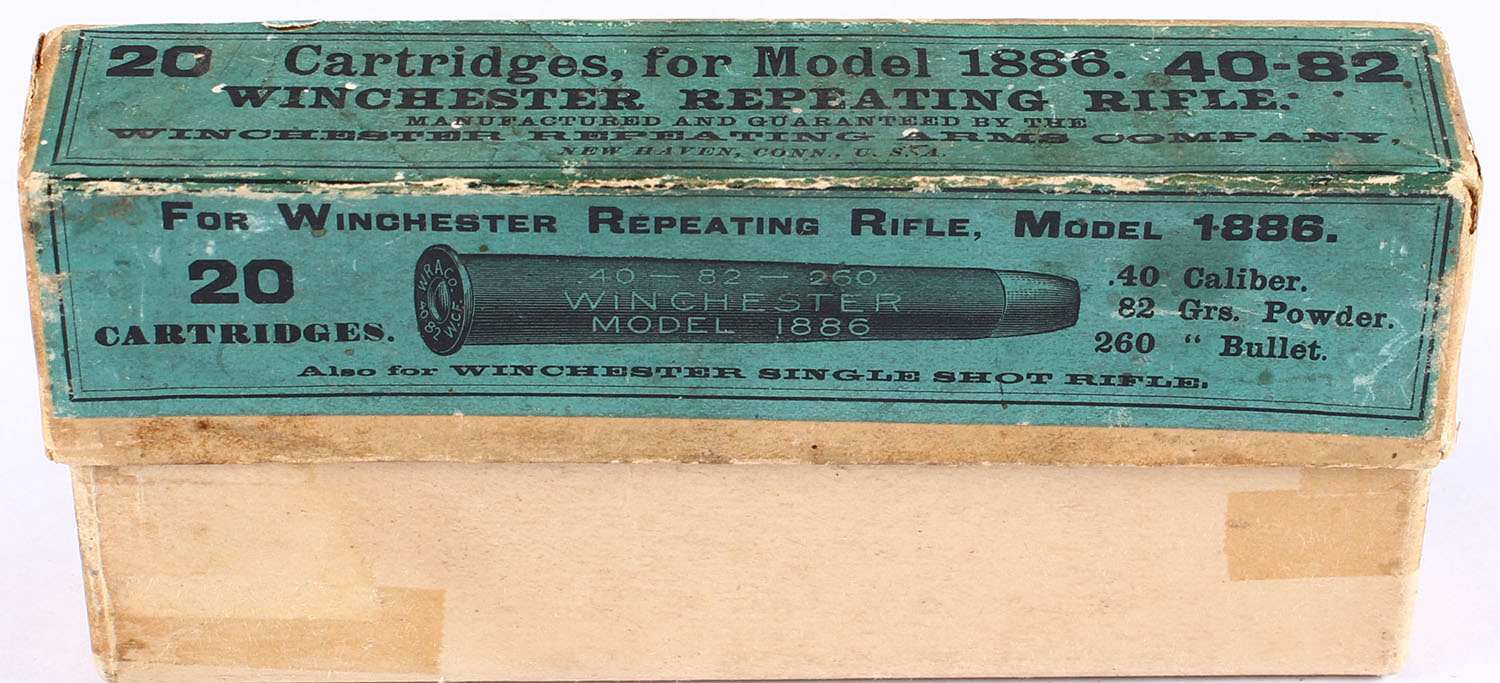 20 Cartridges, for Model 1886. 40-82
WINCHESTER REPEATING RIFLE.
MANUFACTURED AND GUARANTEED BY THE
WINCHESTER REPEATING ARMS COMPANY,
NEW HAVEN, CONN., U. S. A.
FOR WINCHESTER REPEATING RIFLE, MODEL 1886.
20
CARTRIDGES.
W.R.A.CO.
40-82
W.C.F.
.40 — 82 — 260
WINCHESTER
MODEL 1886
.40 Caliber.
82 Grs. Powder.
260 " Bullet.
Also for WINCHESTER SINGLE SHOT RIFLE.